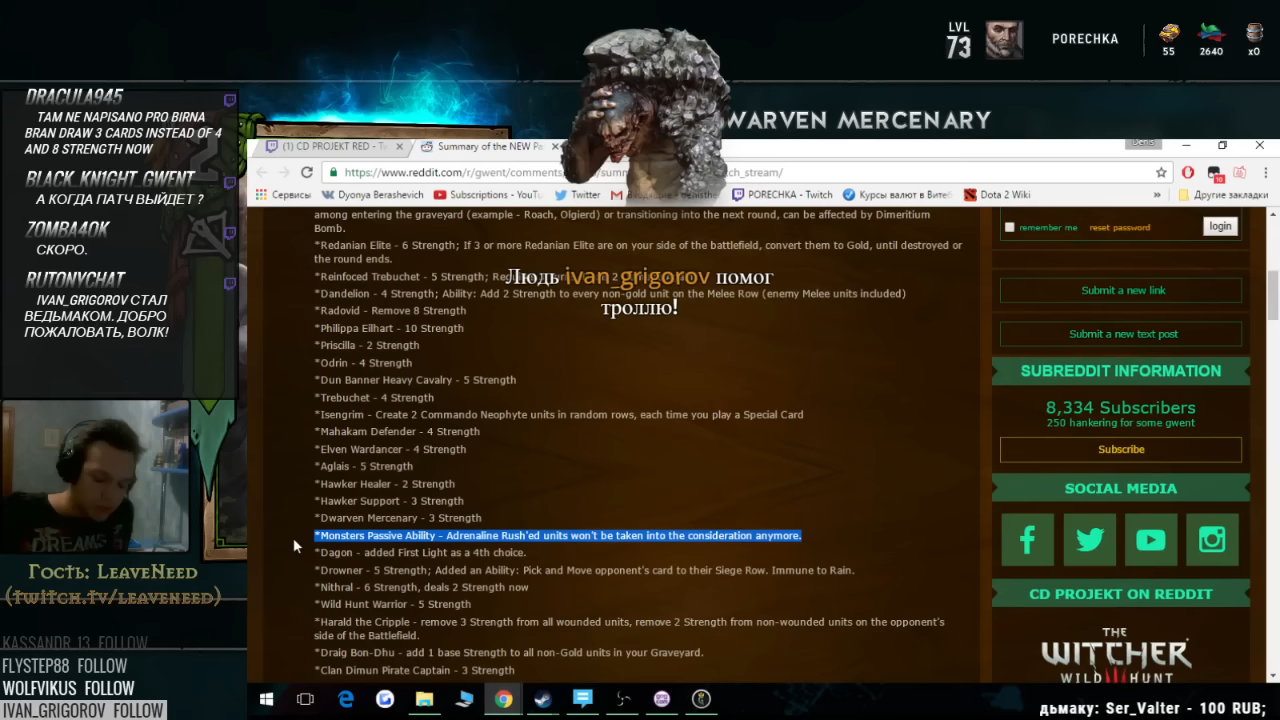 LVL
73
PORECHKA
55
2640
x0
DRACULA945
TAM NE NAPISANO PRO BIRNA
BRAN DRAW 3 CARDS INSTEAD OF 4
AND 8 STRENGTH NOW
BLACK_KN1GHT_GWENT
А КОГДА ПАТЧ ВЫЙДЕТ ?
ZOMBA4OK
СКОРО.
RUTONYCHAT
IVAN_GRIGOROV СТАЛ
ВЕДЬМАКОМ. ДОБРО
ПОЖАЛОВАТЬ, ВОЛК!
WARVEN MERCENARY
(1) CD PROJEKT RED - T
Summary of the NEW Pa
Denis
https://www.reddit.com/r/gwent/comments
ch_stream/
Сервисы
Dyonya Berashevich
Subscriptions - YouTu
Twitter
PORECHKA - Twitch
Курсы валют в Витеб
Dota 2 Wiki
Другие закладки
among entering the graveyard (example - Roach, Olgierd) or transitioning into the next round, can be affected by Dimeritium
Bomb.
*Redanian Elite - 6 Strength; If 3 or more Redanian Elite are on your side of the battlefield, convert them to Gold, until destroyed or
the round ends.
*Reinfoced Trebuchet - 5 Strength;
Людь ivan_grigorov помог
троллю!
*Dandelion - 4 Strength; Ability: Add 2 Strength to every non-gold unit on the Melee Row (enemy Melee units included)
*Radovid - Remove 8 Strength
*Philippa Eilhart - 10 Strength
*Priscilla - 2 Strength
*Odrin - 4 Strength
*Dun Banner Heavy Cavalry - 5 Strength
*Trebuchet - 4 Strength
*Isengrim - Create 2 Commando Neophyte units in random rows, each time you play a Special Card
*Mahakam Defender - 4 Strength
*Elven Wardancer - 4 Strength
*Aglais - 5 Strength
*Hawker Healer - 2 Strength
*Hawker Support - 3 Strength
*Dwarven Mercenary - 3 Strength
*Monsters Passive Ability - Adrenaline Rush'ed units won't be taken into the consideration anymore.
*Dagon - added First Light as a 4th choice.
*Drowner - 5 Strength; Added an Ability: Pick and Move opponent's card to their Siege Row. Immune to Rain.
*Nithral - 6 Strength, deals 2 Strength now
*Wild Hunt Warrior - 5 Strength
*Harald the Cripple - remove 3 Strength from all wounded units, remove 2 Strength from non-wounded units on the opponent's
side of the Battlefield.
*Draig Bon-Dhu - add 1 base Strength to all non-Gold units in your Graveyard.
*Clan Dimun Pirate Captain - 3 Strength
remember me
reset password
login
Submit a new link
Submit a new text post
SUBREDDIT INFORMATION
8,334 Subscribers
250 hankering for some gwent
Subscribe
SOCIAL MEDIA
CD PROJEKT ON REDDIT
THE
WITCHER
WILD HUNT
Гость: LeaveNeed
(twitch.tv/leaveneed)
KASSANDR_13 FOLLOW
FLYSTEP88 FOLLOW
WOLFVIKUS FOLLOW
IVAN_GRIGOROV FOLLOW
дьмаку: Ser_Valter - 100 RUB;